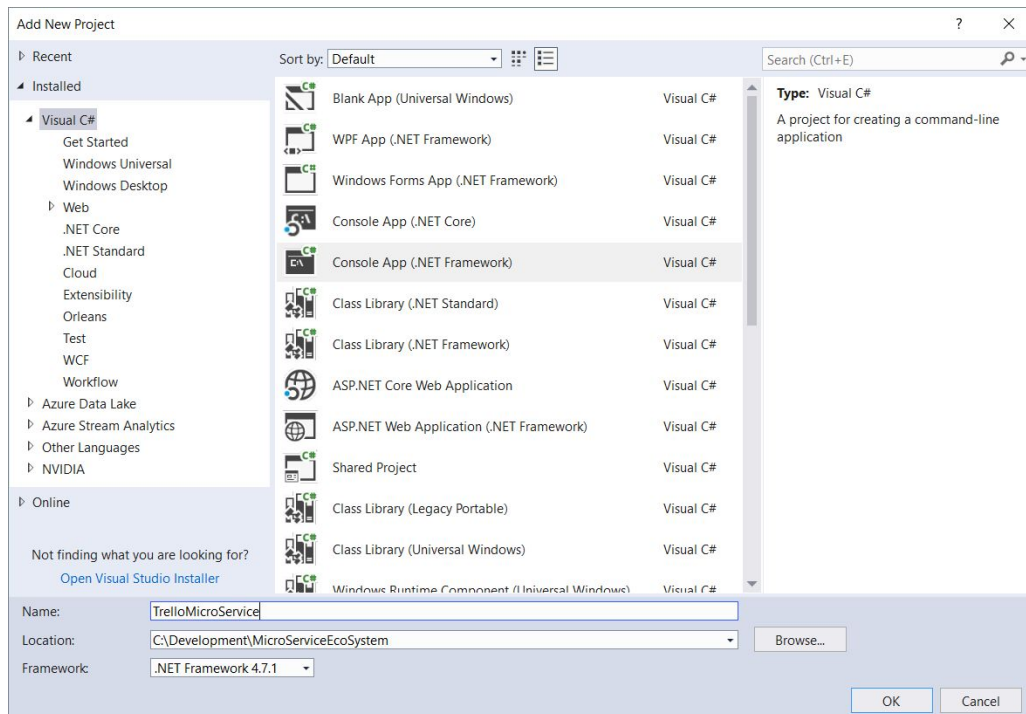 Add New Project
? ×
Recent
Installed
Visual C#
Get Started
Windows Universal
Windows Desktop
Web
.NET Core
.NET Standard
Cloud
Extensibility
Orleans
Test
WCF
Workflow
Azure Data Lake
Azure Stream Analytics
Other Languages
NVIDIA
Online
Not finding what you are looking for?
Open Visual Studio Installer
Sort by: Default
Blank App (Universal Windows) Visual C#
WPF App (.NET Framework) Visual C#
Windows Forms App (.NET Framework) Visual C#
Console App (.NET Core) Visual C#
Console App (.NET Framework) Visual C#
Class Library (.NET Standard) Visual C#
Class Library (.NET Framework) Visual C#
ASP.NET Core Web Application Visual C#
ASP.NET Web Application (.NET Framework) Visual C#
Shared Project Visual C#
Class Library (Legacy Portable) Visual C#
Class Library (Universal Windows) Visual C#
Windows Runtime Component (Universal Windows) Visual C#
Search (Ctrl+E)
Type: Visual C#
A project for creating a command-line
application
Name: TrelloMicroService
Location: C:\Development\MicroServiceEcoSystem Browse...
Framework: .NET Framework 4.7.1
OK Cancel